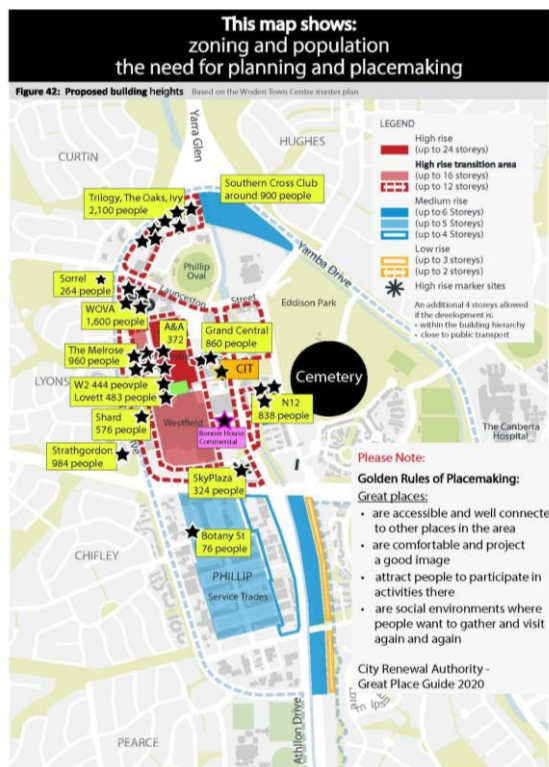 This map shows:
zoning and population
the need for planning and placemaking
Figure 42: Proposed building heights Based on the Woden Town Centre master plan
Yarra Glen
HUGHES
CURTIN
LEGEND
High rise
(up to 24 storeys)
High rise transition area
(up to 16 storeys)
(up to 12 storeys)
Medium rise
(up to 6 Storeys)
(up to 5 Storeys)
(up to 4 Storeys)
Low rise
(up to 3 storeys)
(up to 2 storeys)
High rise marker sites
An additional 4 storeys allowed
if the development is:
• within the building hierarchy
• close to public transport
Southern Cross Club
around 900 people
Trilogy, The Oaks, Ivy
2,100 people
Yamba Drive
Phillip
Oval
Launceston
Street
Eddison Park
Sorrel
264 people
WOVA
1,600 people
A&A
372
Grand Central
860 people
The Melrose
960 people
CIT
Cemetery
LYONS
W2 444 peovple
Lovett 483 people
N12
838 people
Shard
576 people
Westfield
Bonner House
Commercial
The Canberra
Hospital
Strathgordon
984 people
SkyPlaza
324 people
Botany St
76 people
CHIFLEY
PHILLIP
Service Trades
Please Note:
Golden Rules of Placemaking:
Great places:
• are accessible and well connecte
to other places in the area
• are comfortable and project
a good image
• attract people to participate in
activities there
• are social environments where
people want to gather and visit
again and again
City Renewal Authority -
Great Place Guide 2020
Athllon Drive
PEARCE